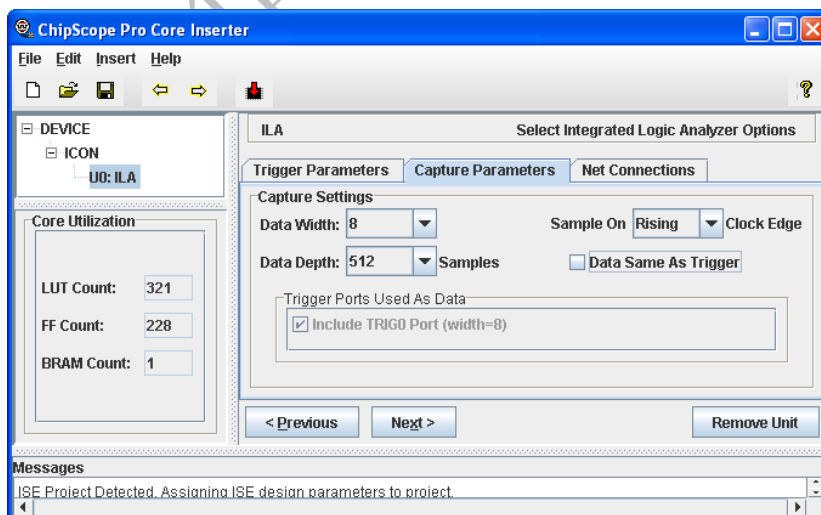 ChipScope Pro Core Inserter
File Edit Insert Help
DEVICE
ICON
U0: ILA
Core Utilization
LUT Count: 321
FF Count: 228
BRAM Count: 1
ILA Select Integrated Logic Analyzer Options
Trigger Parameters Capture Parameters Net Connections
Capture Settings
Data Width: 8 Sample On Rising Clock Edge
Data Depth: 512 Samples Data Same As Trigger
Trigger Ports Used As Data
Include TRIG0 Port (width=8)
< Previous Next > Remove Unit
Messages
ISE Project Detected. Assigning ISE design parameters to project.